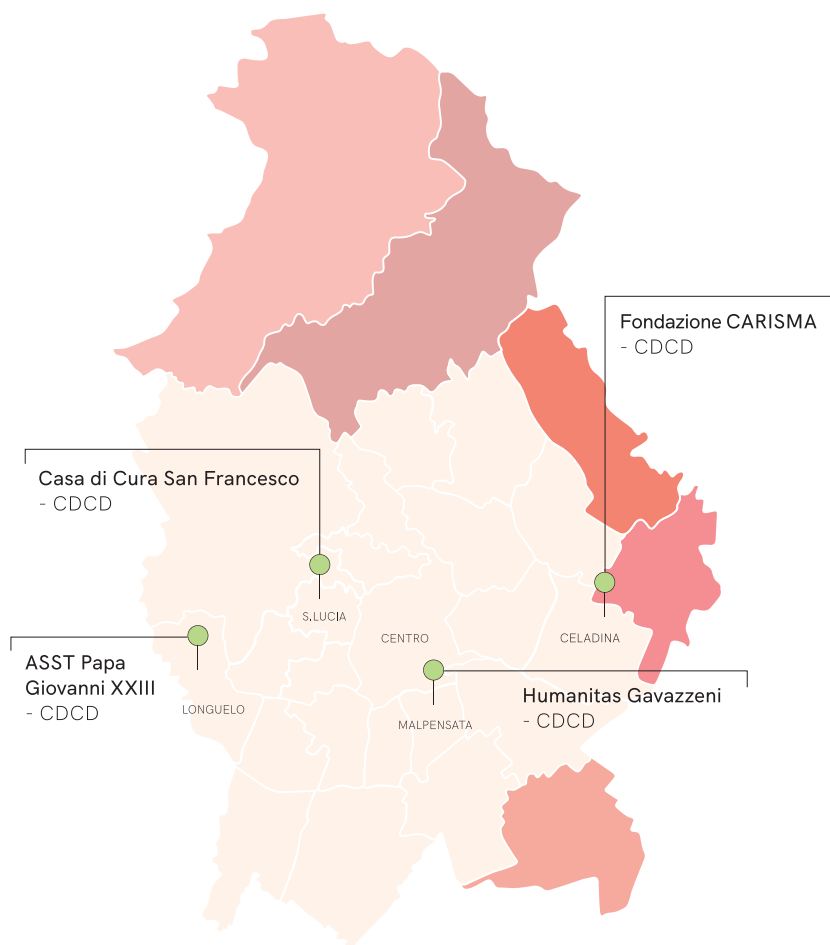 Fondazione CARISMA
- CDCD
Casa di Cura San Francesco
- CDCD
S.LUCIA
CENTRO
CELADINA
ASST Papa
Giovanni XXIII
- CDCD
LONGUELO
Humanitas Gavazzeni
- CDCD
MALPENSATA